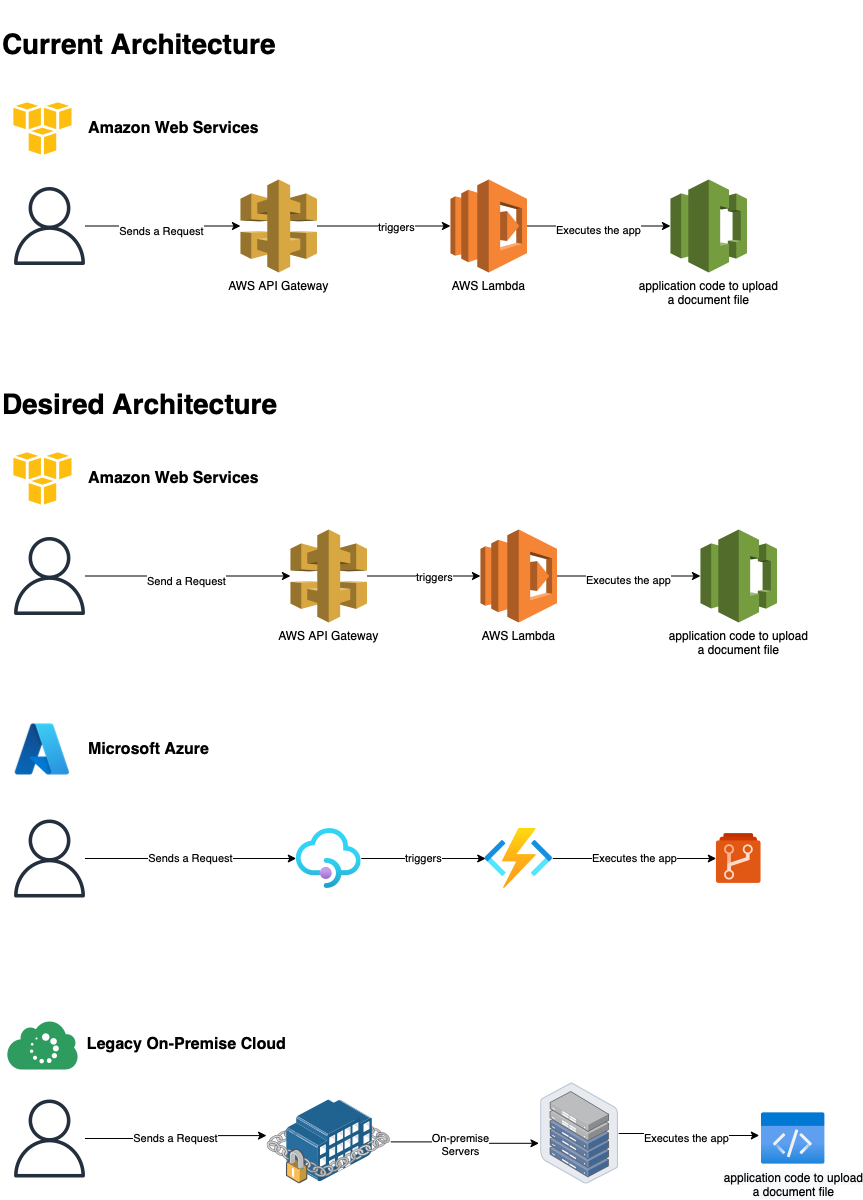 Current Architecture
Amazon Web Services
Sends a Request
triggers
Executes the app
AWS API Gateway
AWS Lambda
application code to upload
a document file
Desired Architecture
Amazon Web Services
Send a Request
triggers
Executes the app
AWS API Gateway
AWS Lambda
application code to upload
a document file
Microsoft Azure
Sends a Request
triggers
Executes the app
Legacy On-Premise Cloud
Sends a Request
On-premise
Servers
Executes the app
application code to upload
a document file